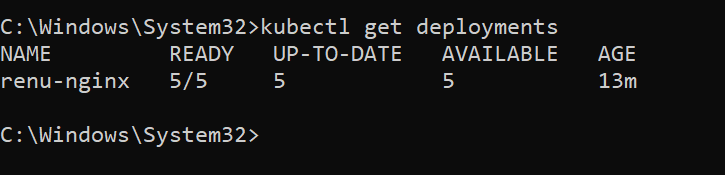 C:\Windows\System32>kubectl get deployments
NAME READY UP-TO-DATE AVAILABLE AGE
renu-nginx 5/5 5 5 13m
C:\Windows\System32>